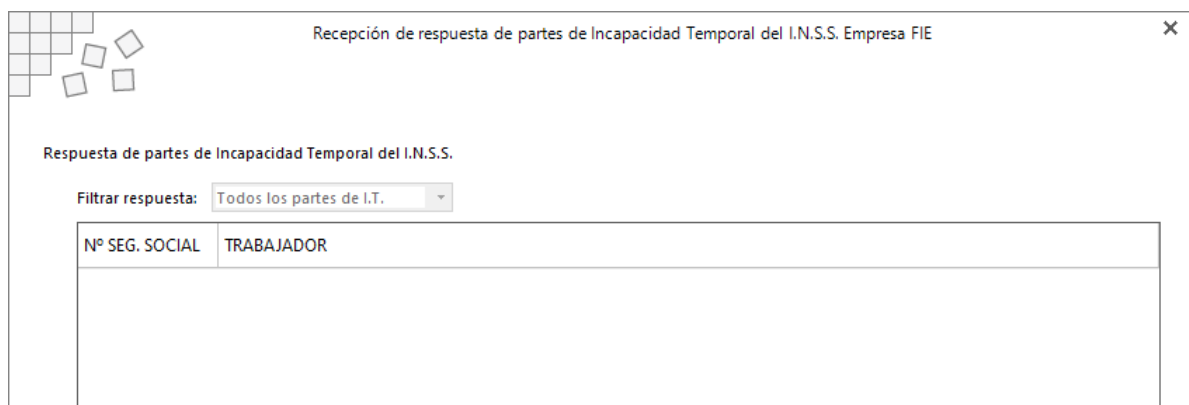 Recepción de respuesta de partes de Incapacidad Temporal del I.N.S.S. Empresa FIE
Respuesta de partes de Incapacidad Temporal del I.N.S.S.
Filtrar respuesta: Todos los partes de I.T.
Nº SEG. SOCIAL TRABAJADOR